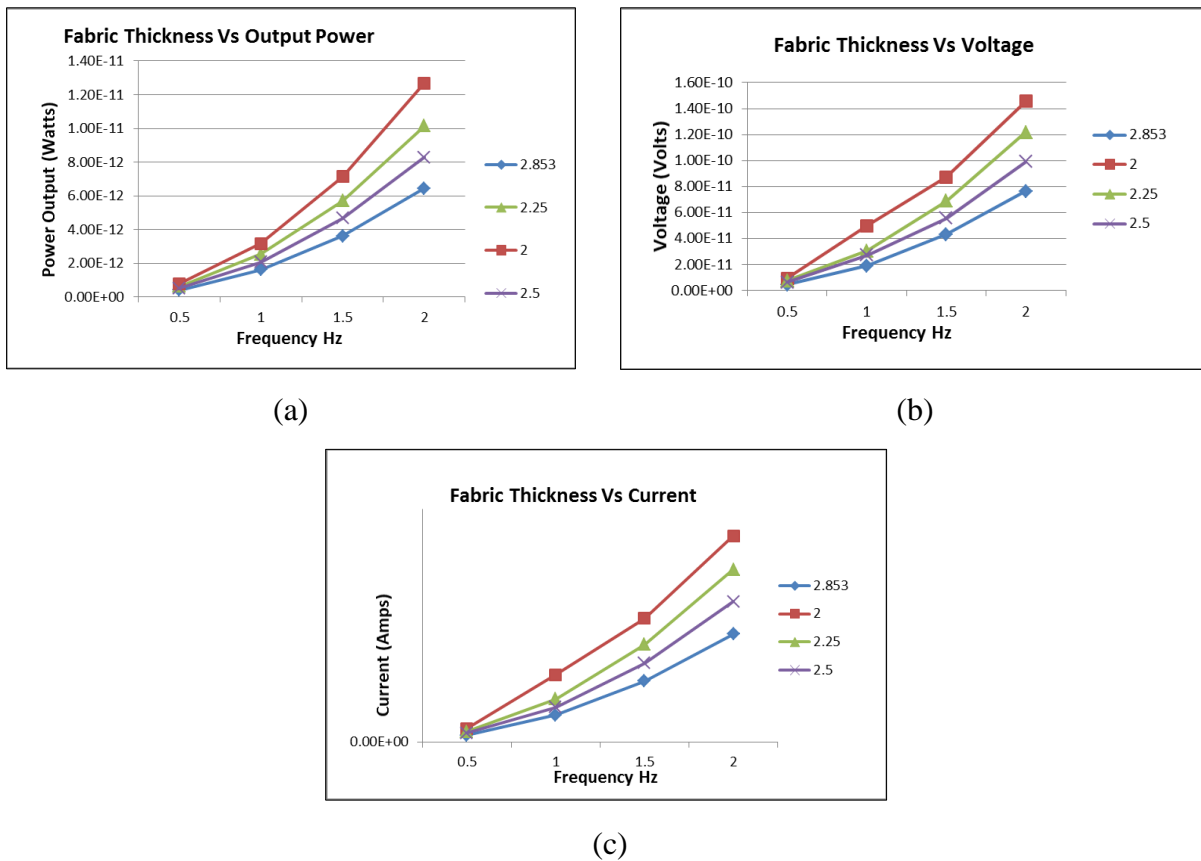 Fabric Thickness Vs Output Power
1.40E-11
1.20E-11
1.00E-11
8.00E-12
6.00E-12
4.00E-12
2.00E-12
0.00E+00
Power Output (Watts)
0.5 1 1.5 2
Frequency Hz
2.853
2.25
2
2.5
(a)
Fabric Thickness Vs Voltage
1.60E-10
1.40E-10
1.20E-10
1.00E-10
8.00E-11
6.00E-11
4.00E-11
2.00E-11
0.00E+00
Voltage (Volts)
0.5 1 1.5 2
Frequency Hz
2.853
2
2.25
2.5
(b)
Fabric Thickness Vs Current
Current (Amps)
0.00E+00
0.5 1 1.5 2
Frequency Hz
2.853
2
2.25
2.5
(c)